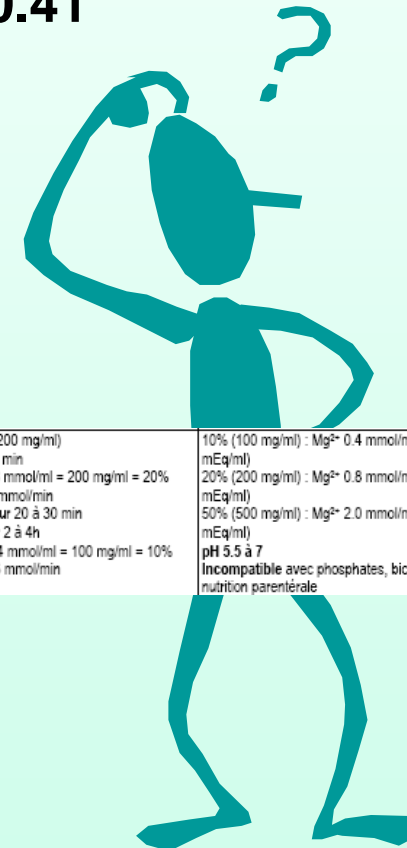 0.41
?
200 mg/ml)
min
mmol/ml = 200 mg/ml = 20%
mmol/min
ur 20 à 30 min
2 à 4h
4 mmol/ml = 100 mg/ml = 10%
mmol/min
10% (100 mg/ml) : Mg²⁺ 0.4 mmol/m
mEq/ml)
20% (200 mg/ml) : Mg²⁺ 0.8 mmol/m
mEq/ml)
50% (500 mg/ml) : Mg²⁺ 2.0 mmol/m
mEq/ml)
pH 5.5 à 7
Incompatible avec phosphates, bic
nutrition parentérale